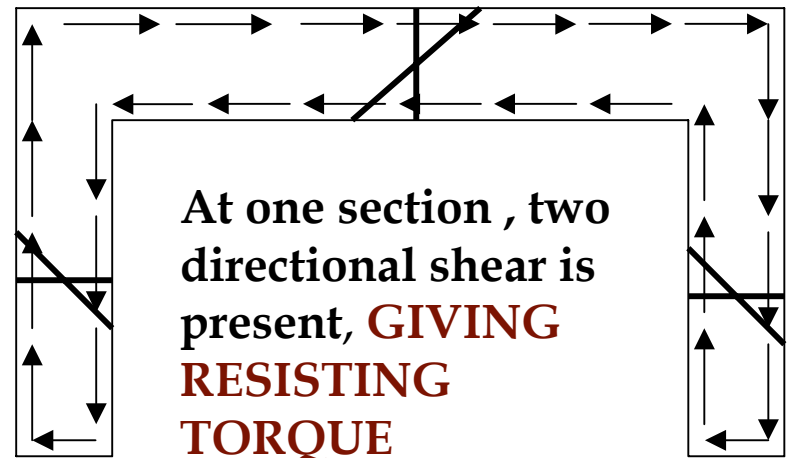 At one section , two
directional shear is
present, GIVING
RESISTING
TORQUE